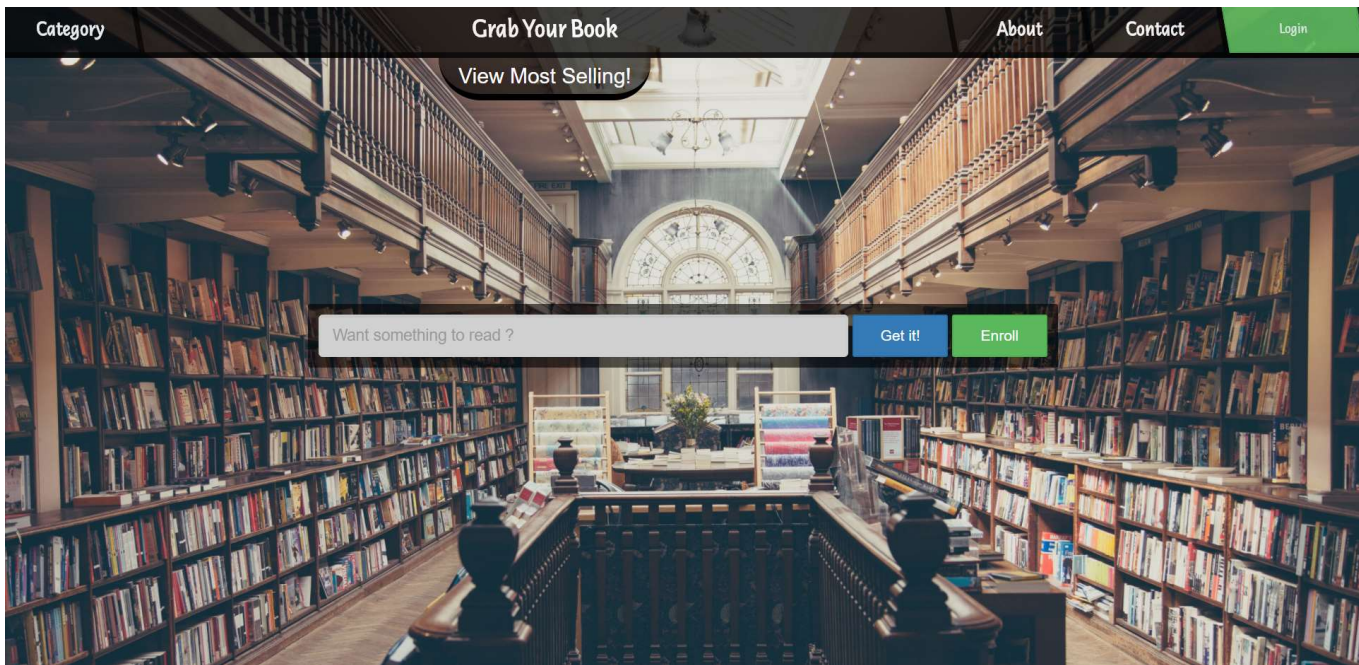 Category
Grab Your Book
About
Contact
Login
View Most Selling!
Want something to read ?
Get it!
Enroll